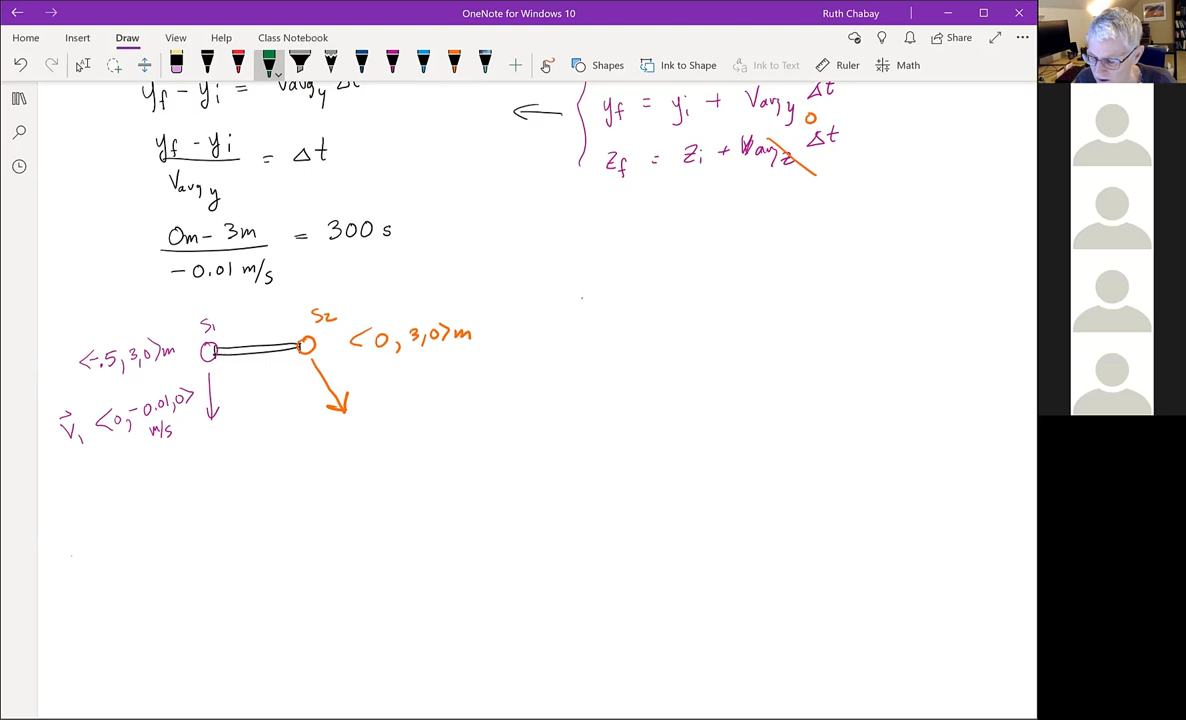 OneNote for Windows 10
Ruth Chabay
Home Insert Draw View Help Class Notebook
Share
Ink to Shape
Shapes
Ink to Text
Ruler
Math
yf - yi = Vavg y Δt
yf - yi / Vavg y = Δt
0m - 3m / -0.01 m/s = 300 s
yf = yi + Vavg y Δt
0
zf = zi + Vavg z Δt
S1
S2
<-.5, 3, 0> m
<0, 3, 0> m
V⃗1 <0, -0.01, 0>
m/s